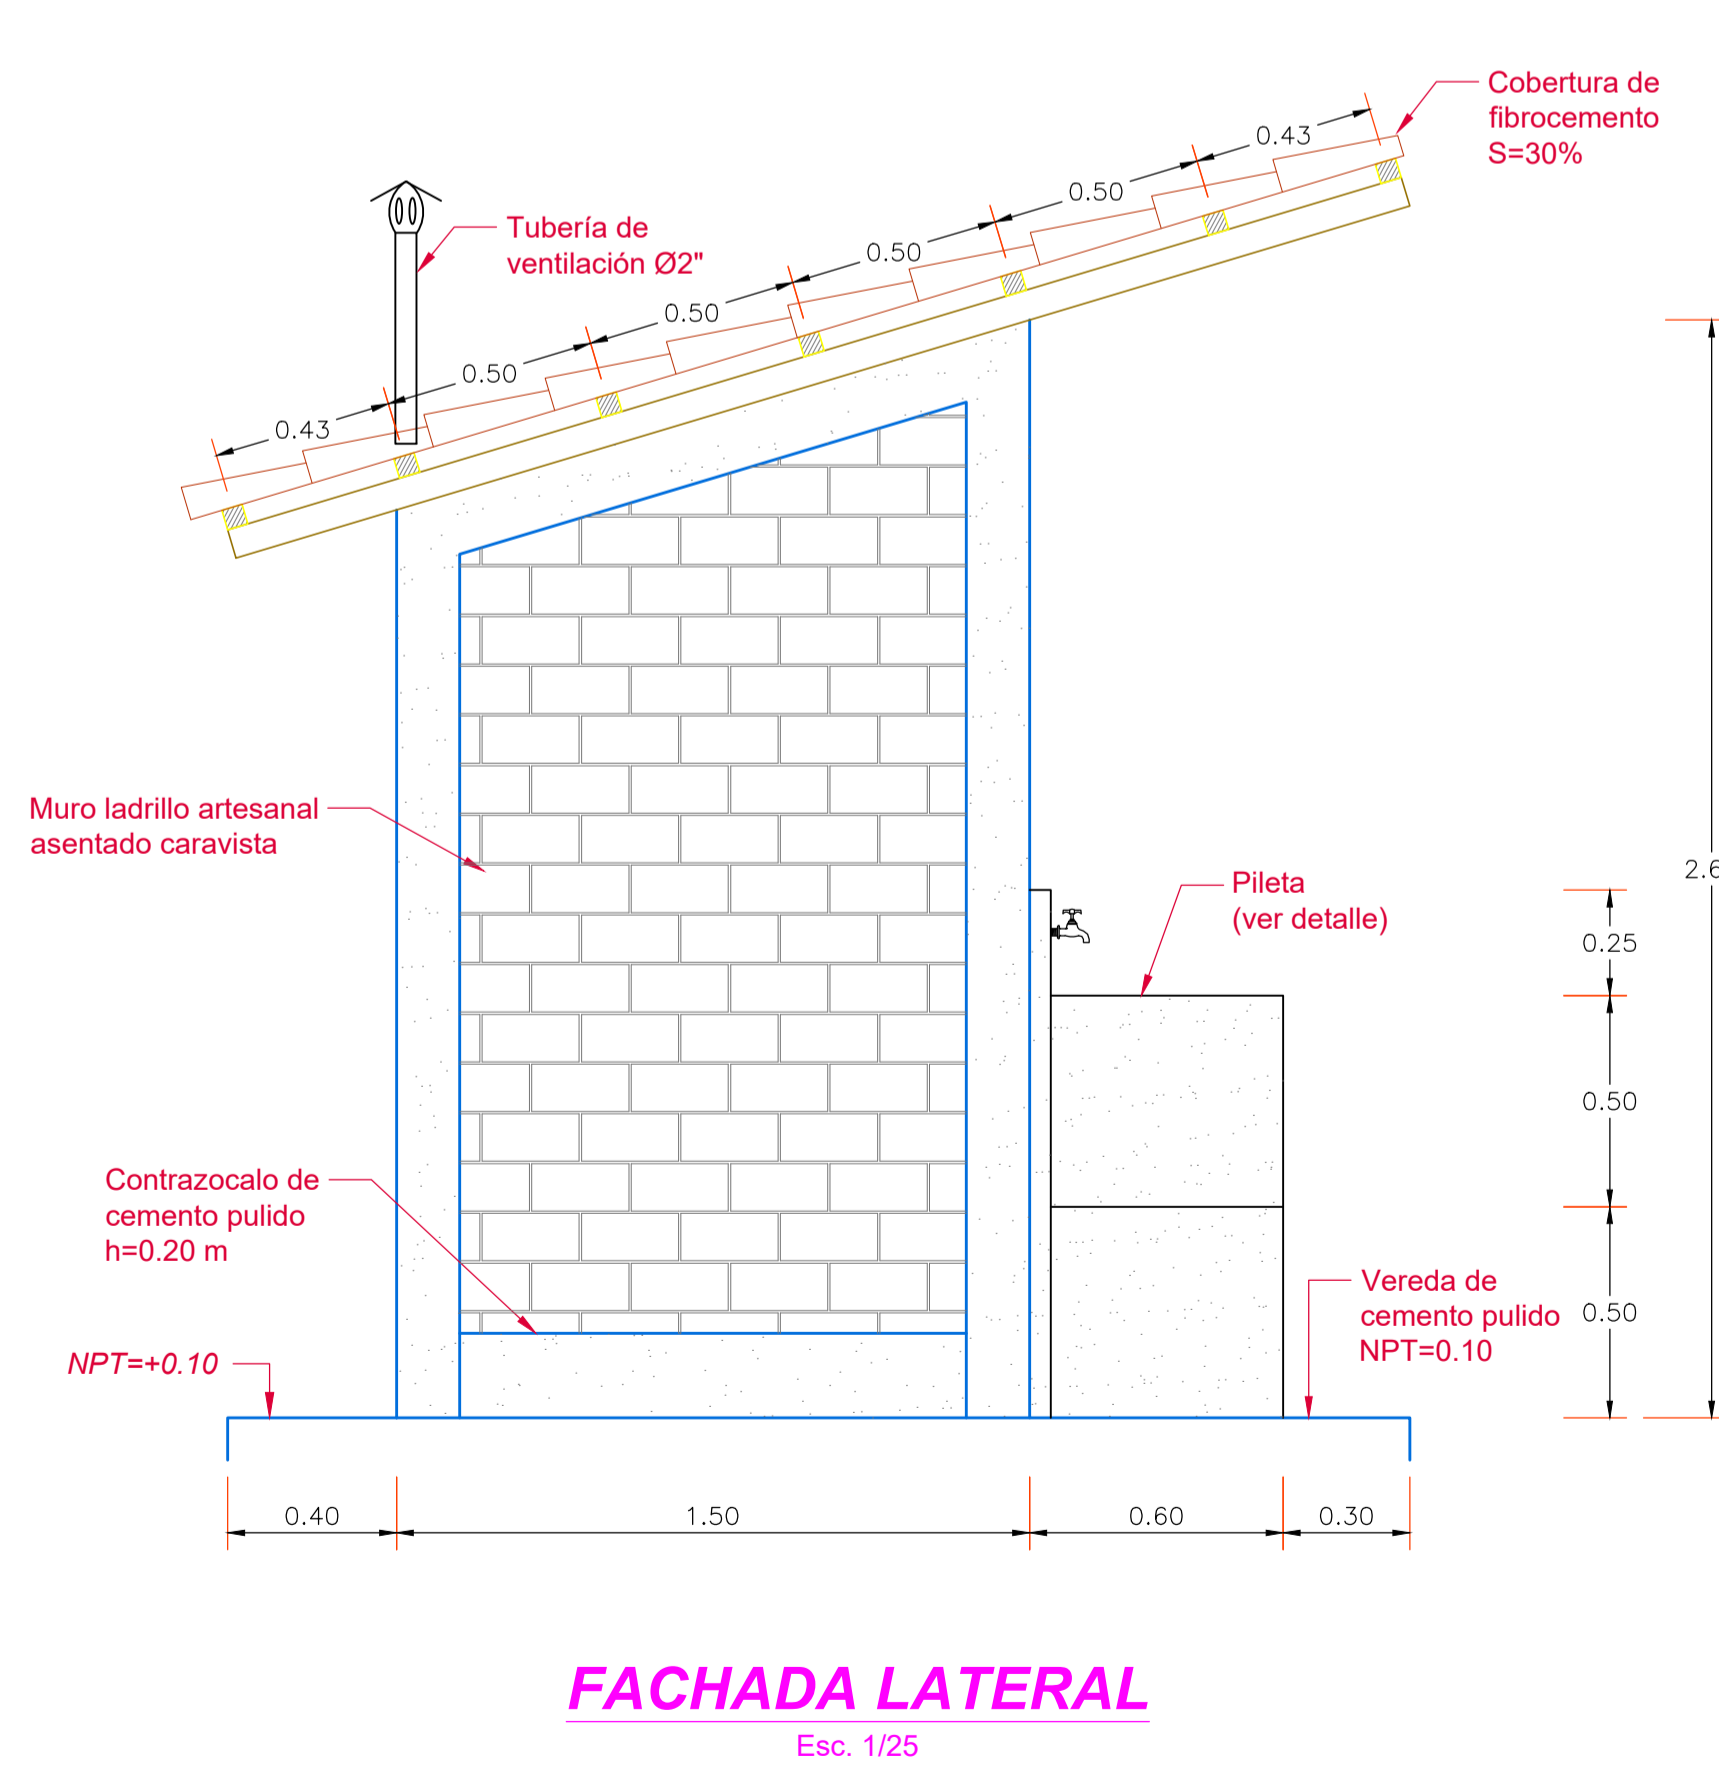 Cobertura de
fibrocemento
S=30%
0.43
0.50
0.50
0.50
0.50
0.43
Tubería de
ventilación Ø2"
Muro ladrillo artesanal
asentado caravista
Pileta
(ver detalle)
2.6
0.25
0.50
0.50
Contrazocalo de
cemento pulido
h=0.20 m
Vereda de
cemento pulido
NPT=0.10
NPT=+0.10
0.40
1.50
0.60
0.30
FACHADA LATERAL
Esc. 1/25